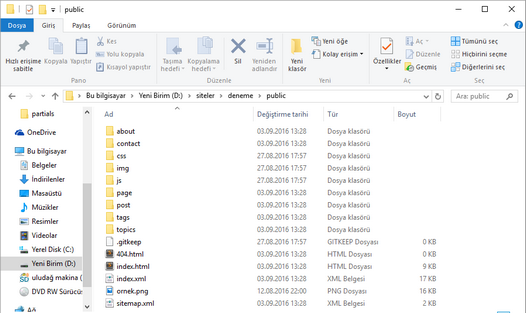 public
Dosya Giriş Paylaş Görünüm
Hızlı erişime sabitle
Kopyala
Yapıştır
Kes
Yolu kopyala
Kısayol yapıştır
Pano
Taşıma hedefi
Kopyalama hedefi
Sil
Yeniden adlandır
Düzenle
Yeni klasör
Yeni öğe
Kolay erişim
Yeni
Özellikler
Aç
Düzenle
Geçmiş
Aç
Tümünü seç
Hiçbirini seçme
Diğerlerini seç
Seç
Bu bilgisayar > Yeni Birim (D:) > siteler > deneme > public
Ara: public
partials
OneDrive
Bu bilgisayar
Belgeler
İndirilenler
Masaüstü
Müzikler
Resimler
Videolar
Yerel Disk (C:)
Yeni Birim (D:)
uludağ makina (
DVD RW Sürücüs
Ağ
Ad Değiştirme tarihi Tür Boyut
about 03.09.2016 13:28 Dosya klasörü
contact 03.09.2016 13:28 Dosya klasörü
css 27.08.2016 17:57 Dosya klasörü
img 27.08.2016 17:57 Dosya klasörü
js 27.08.2016 17:57 Dosya klasörü
page 03.09.2016 13:28 Dosya klasörü
post 03.09.2016 13:28 Dosya klasörü
tags 03.09.2016 13:28 Dosya klasörü
topics 03.09.2016 13:28 Dosya klasörü
.gitkeep 27.08.2016 17:57 GITKEEP Dosyası 0 KB
404.html 03.09.2016 13:28 HTML Dosyası 0 KB
index.html 03.09.2016 13:28 HTML Dosyası 9 KB
index.xml 03.09.2016 13:28 XML Belgesi 17 KB
ornek.png 12.08.2016 22:00 PNG Dosyası 16 KB
sitemap.xml 03.09.2016 13:28 XML Belgesi 2 KB